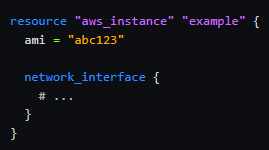 resource "aws_instance" "example" {
  ami = "abc123"

  network_interface {
    # ...
  }
}